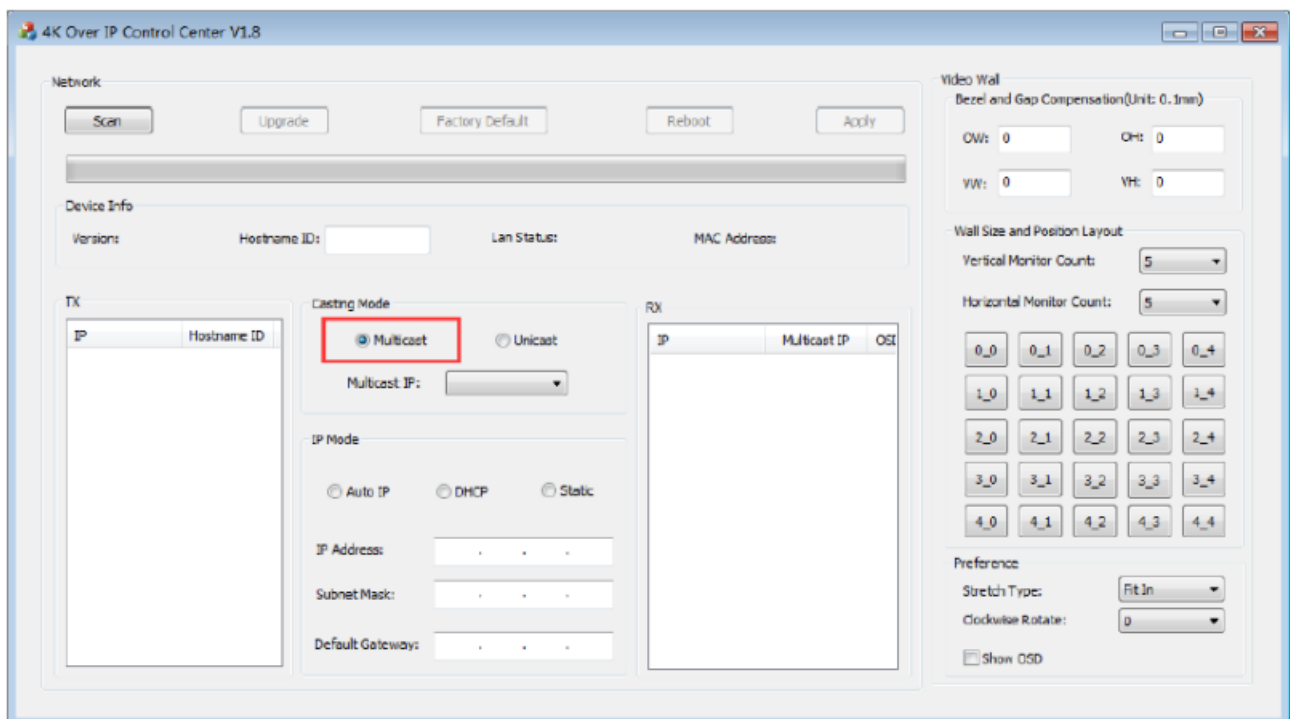 4K Over IP Control Center V1.8
Network
Scan Upgrade Factory Default Reboot Apply
Device Info
Version: Hostname ID: Lan Status: MAC Address:
TX
IP Hostname ID
Casting Mode
Multicast Unicast
Multicast IP:
IP Mode
Auto IP DHCP Static
IP Address: . . .
Subnet Mask: . . .
Default Gateway: . . .
RX
IP Multicast IP OSI
Video Wall
Bezel and Gap Compensation(Unit: 0.1mm)
OW: 0 OH: 0
VW: 0 VH: 0
Wall Size and Position Layout
Vertical Monitor Count: 5
Horizontal Monitor Count: 5
0_0 0_1 0_2 0_3 0_4
1_0 1_1 1_2 1_3 1_4
2_0 2_1 2_2 2_3 2_4
3_0 3_1 3_2 3_3 3_4
4_0 4_1 4_2 4_3 4_4
Preference
Stretch Type: Fit In
Clockwise Rotate: 0
Show OSD